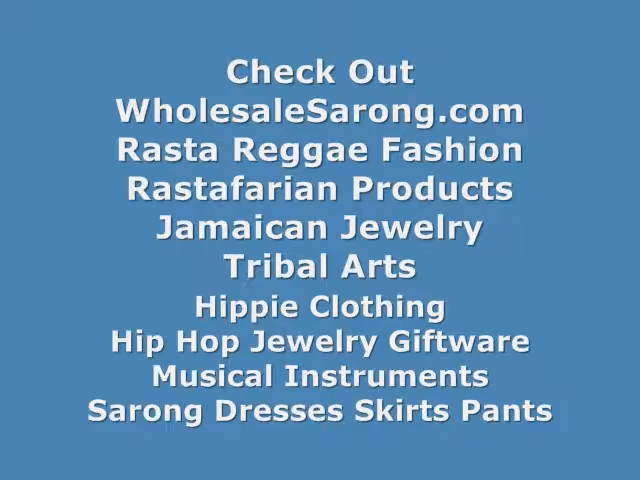 Check Out
WholesaleSarong.com
Rasta Reggae Fashion
Rastafarian Products
Jamaican Jewelry
Tribal Arts
Hippie Clothing
Hip Hop Jewelry Giftware
Musical Instruments
Sarong Dresses Skirts Pants